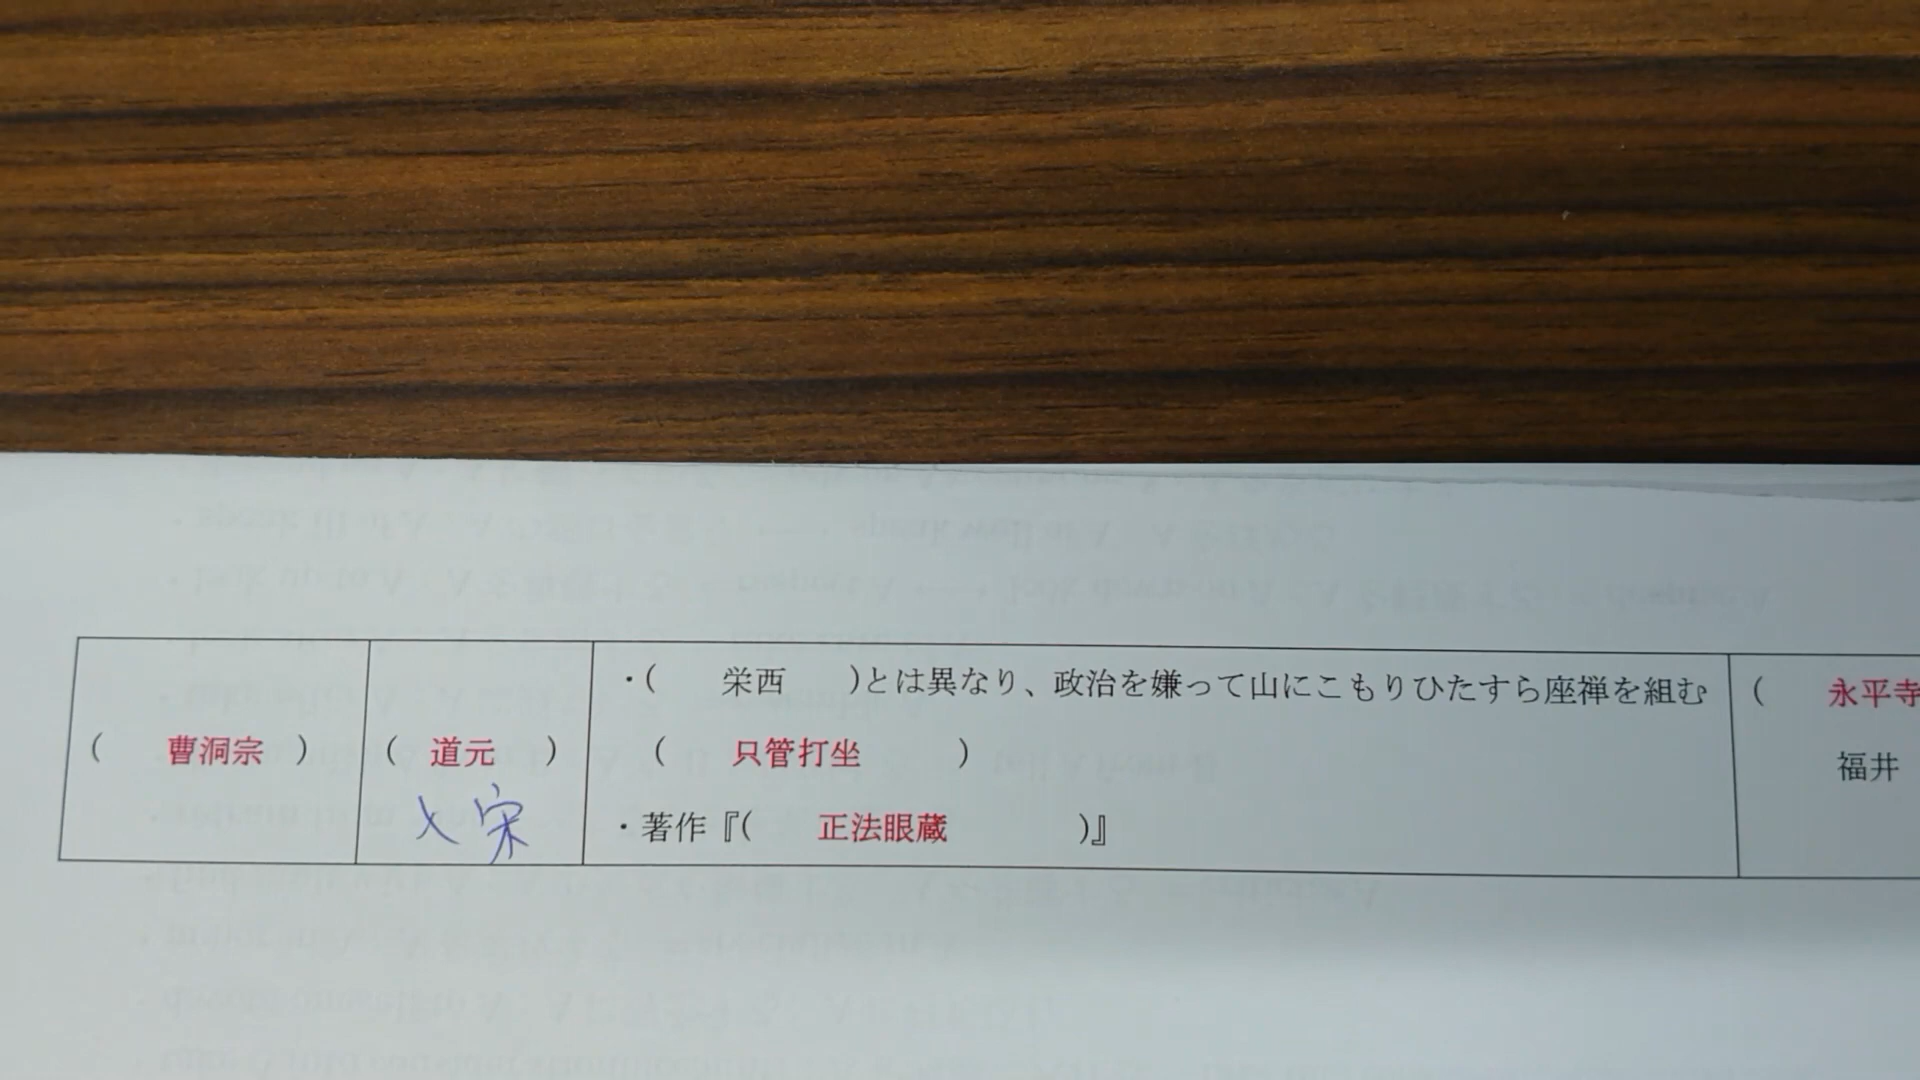 ( 曹洞宗 )
( 道元 )
入宋
・( 栄西 )とは異なり、政治を嫌って山にこもりひたすら座禅を組む
( 只管打坐 )
・著作『( 正法眼蔵 )』
( 永平寺
福井